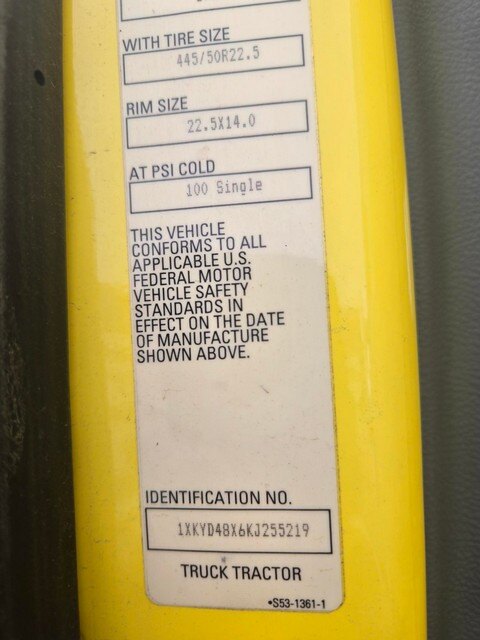 WITH TIRE SIZE
445/50R22.5
RIM SIZE
22.5X14.0
AT PSI COLD
100 Single
THIS VEHICLE
CONFORMS TO ALL
APPLICABLE U.S.
FEDERAL MOTOR
VEHICLE SAFETY
STANDARDS IN
EFFECT ON THE DATE
OF MANUFACTURE
SHOWN ABOVE.
IDENTIFICATION NO.
1XKYD48X6KJ255219
TRUCK TRACTOR
•S53-1361-1